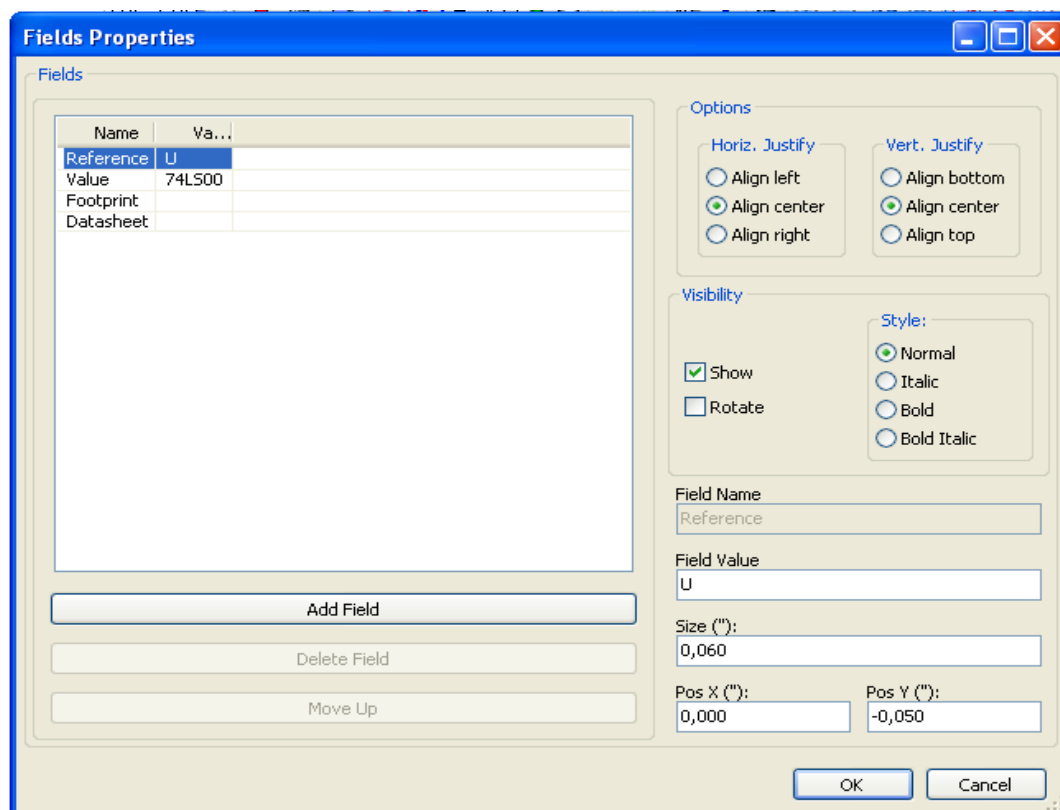 Fields Properties
Fields
Name Va...
Reference U
Value 74LS00
Footprint
Datasheet
Add Field
Delete Field
Move Up
Options
Horiz. Justify
Align left
Align center
Align right
Vert. Justify
Align bottom
Align center
Align top
Visibility
Show
Rotate
Style:
Normal
Italic
Bold
Bold Italic
Field Name
Reference
Field Value
U
Size ("):
0,060
Pos X ("): Pos Y ("):
0,000 -0,050
OK Cancel